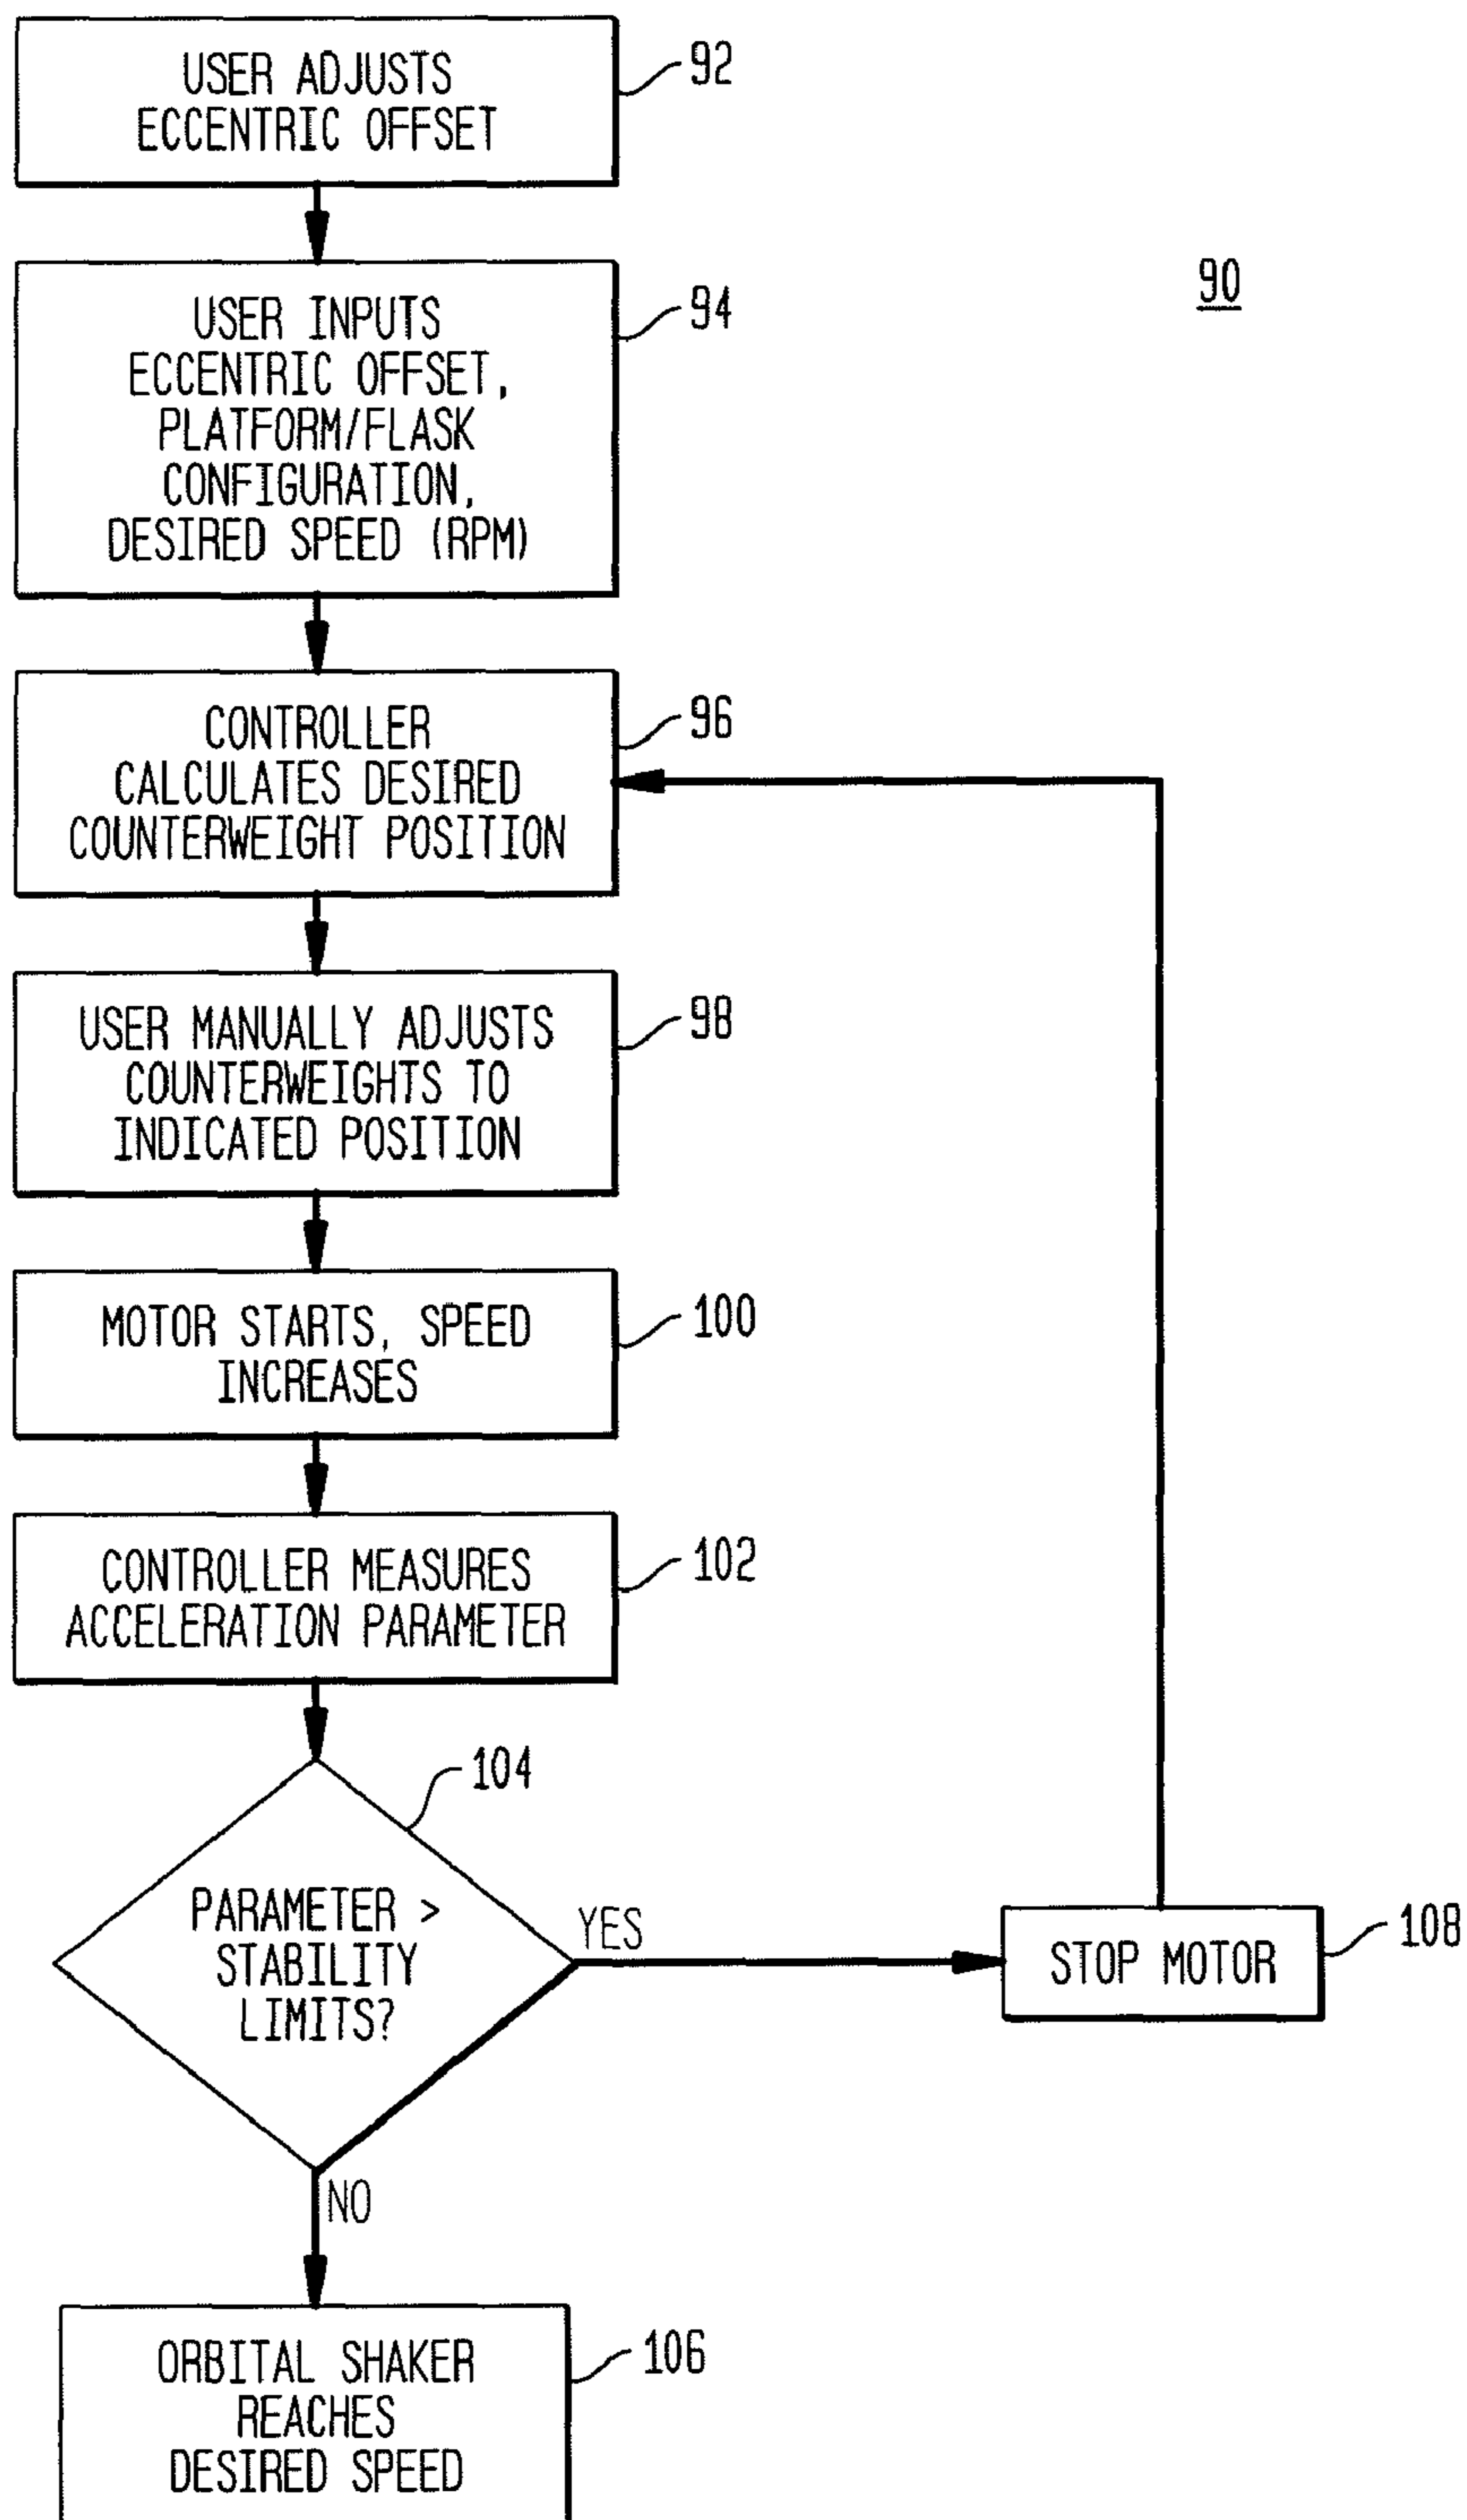 USER ADJUSTS
ECCENTRIC OFFSET
92
90
USER INPUTS
ECCENTRIC OFFSET,
PLATFORM/FLASK
CONFIGURATION,
DESIRED SPEED (RPM)
94
CONTROLLER
CALCULATES DESIRED
COUNTERWEIGHT POSITION
96
USER MANUALLY ADJUSTS
COUNTERWEIGHTS TO
INDICATED POSITION
98
MOTOR STARTS, SPEED
INCREASES
100
CONTROLLER MEASURES
ACCELERATION PARAMETER
102
104
PARAMETER >
STABILITY
LIMITS?
YES
STOP MOTOR
108
NO
ORBITAL SHAKER
REACHES
DESIRED SPEED
106